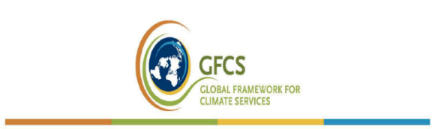 GFCS
GLOBAL FRAMEWORK FOR
CLIMATE SERVICES